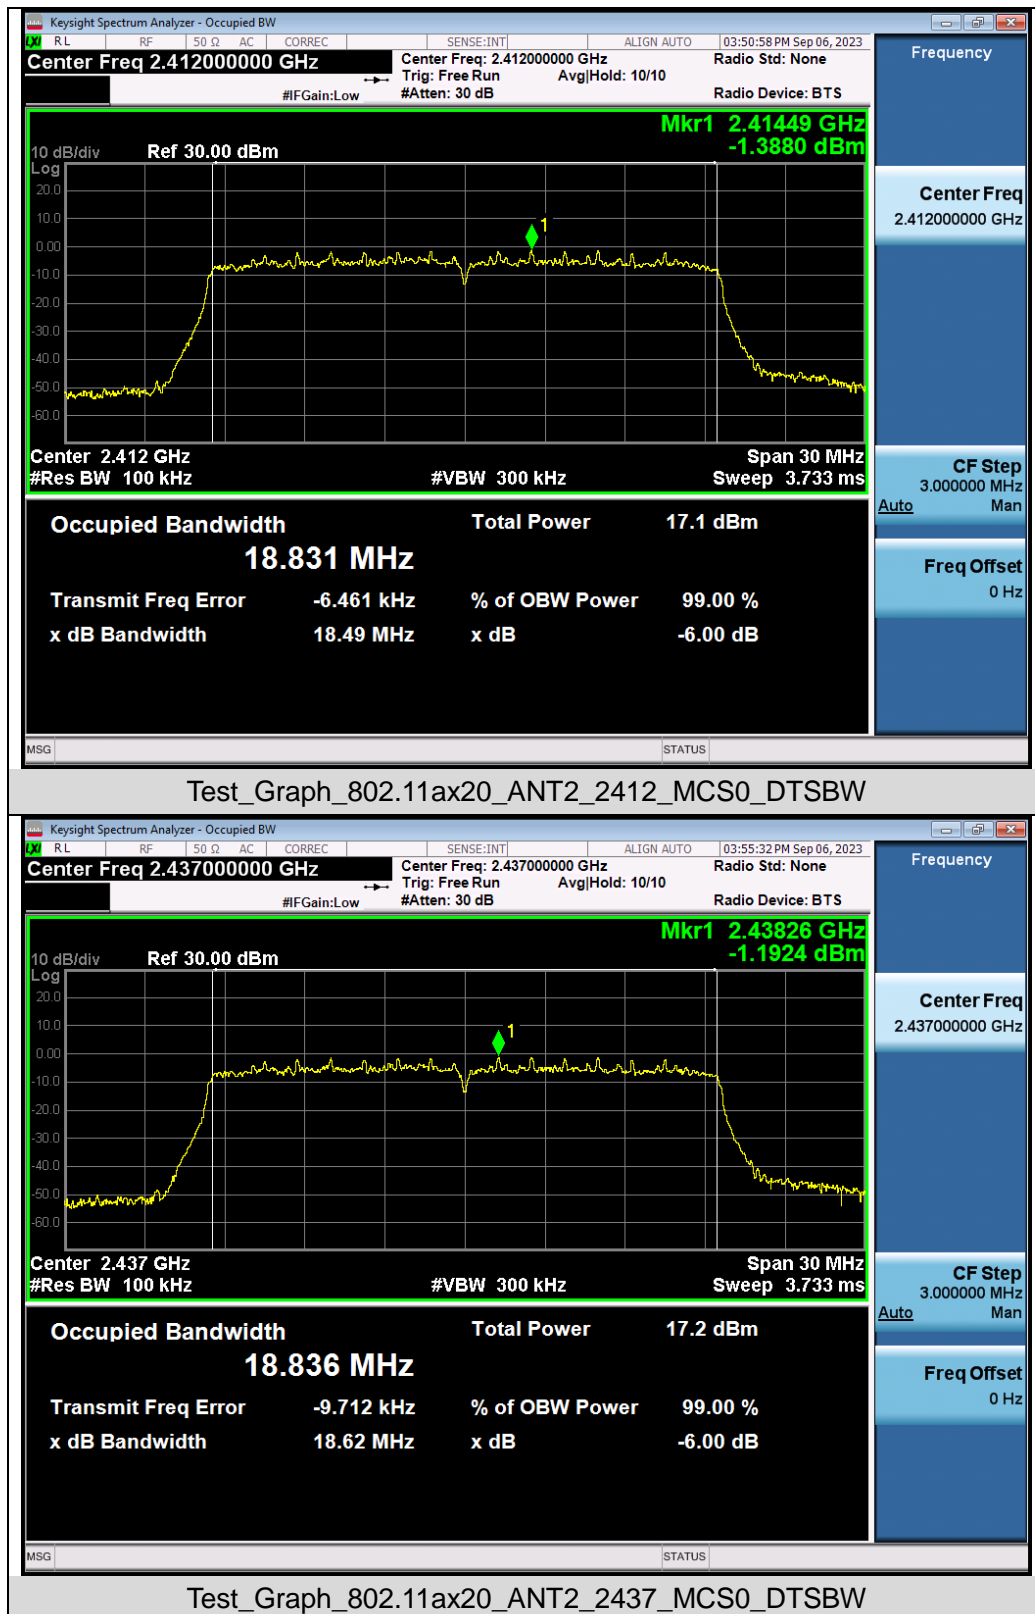 Keysight Spectrum Analyzer - Occupied BW
LXI RL RF 50 Ω AC CORREC SENSE:INT ALIGN AUTO 03:50:58 PM Sep 06, 2023
Center Freq 2.412000000 GHz
Center Freq: 2.412000000 GHz Radio Std: None
Trig: Free Run Avg|Hold: 10/10
#IFGain:Low #Atten: 30 dB Radio Device: BTS
Frequency
Mkr1 2.41449 GHz
-1.3880 dBm
10 dB/div Ref 30.00 dBm
Log
20.0
10.0
0.00
-10.0
-20.0
-30.0
-40.0
-50.0
-60.0
1
Center 2.412 GHz Span 30 MHz
#Res BW 100 kHz #VBW 300 kHz Sweep 3.733 ms
Center Freq
2.412000000 GHz
CF Step
3.000000 MHz
Auto Man
Freq Offset
0 Hz
Occupied Bandwidth Total Power 17.1 dBm
18.831 MHz
Transmit Freq Error -6.461 kHz % of OBW Power 99.00 %
x dB Bandwidth 18.49 MHz x dB -6.00 dB
MSG STATUS
Test_Graph_802.11ax20_ANT2_2412_MCS0_DTSBW
Keysight Spectrum Analyzer - Occupied BW
LXI RL RF 50 Ω AC CORREC SENSE:INT ALIGN AUTO 03:55:32 PM Sep 06, 2023
Center Freq 2.437000000 GHz
Center Freq: 2.437000000 GHz Radio Std: None
Trig: Free Run Avg|Hold: 10/10
#IFGain:Low #Atten: 30 dB Radio Device: BTS
Frequency
Mkr1 2.43826 GHz
-1.1924 dBm
10 dB/div Ref 30.00 dBm
Log
20.0
10.0
0.00
-10.0
-20.0
-30.0
-40.0
-50.0
-60.0
1
Center 2.437 GHz Span 30 MHz
#Res BW 100 kHz #VBW 300 kHz Sweep 3.733 ms
Center Freq
2.437000000 GHz
CF Step
3.000000 MHz
Auto Man
Freq Offset
0 Hz
Occupied Bandwidth Total Power 17.2 dBm
18.836 MHz
Transmit Freq Error -9.712 kHz % of OBW Power 99.00 %
x dB Bandwidth 18.62 MHz x dB -6.00 dB
MSG STATUS
Test_Graph_802.11ax20_ANT2_2437_MCS0_DTSBW